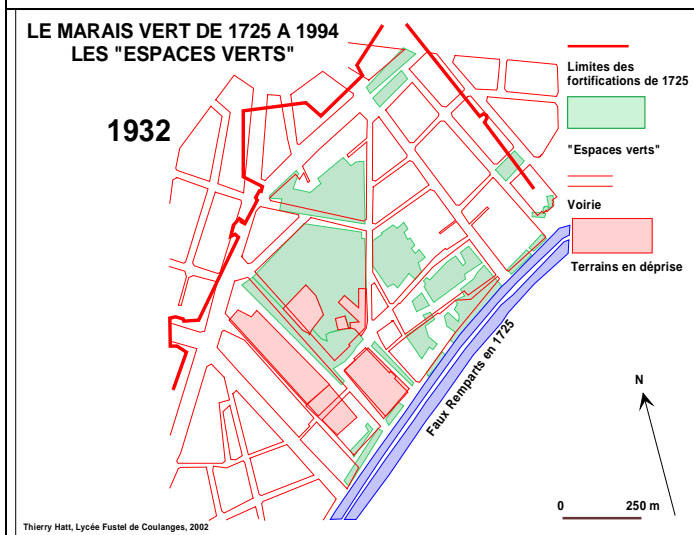 LE MARAIS VERT DE 1725 A 1994
LES "ESPACES VERTS"
1932
Limites des
fortifications de 1725
"Espaces verts"
Voirie
Terrains en déprise
Faux Remparts en 1725
N
0 250 m
Thierry Hatt, Lycée Fustel de Coulanges, 2002